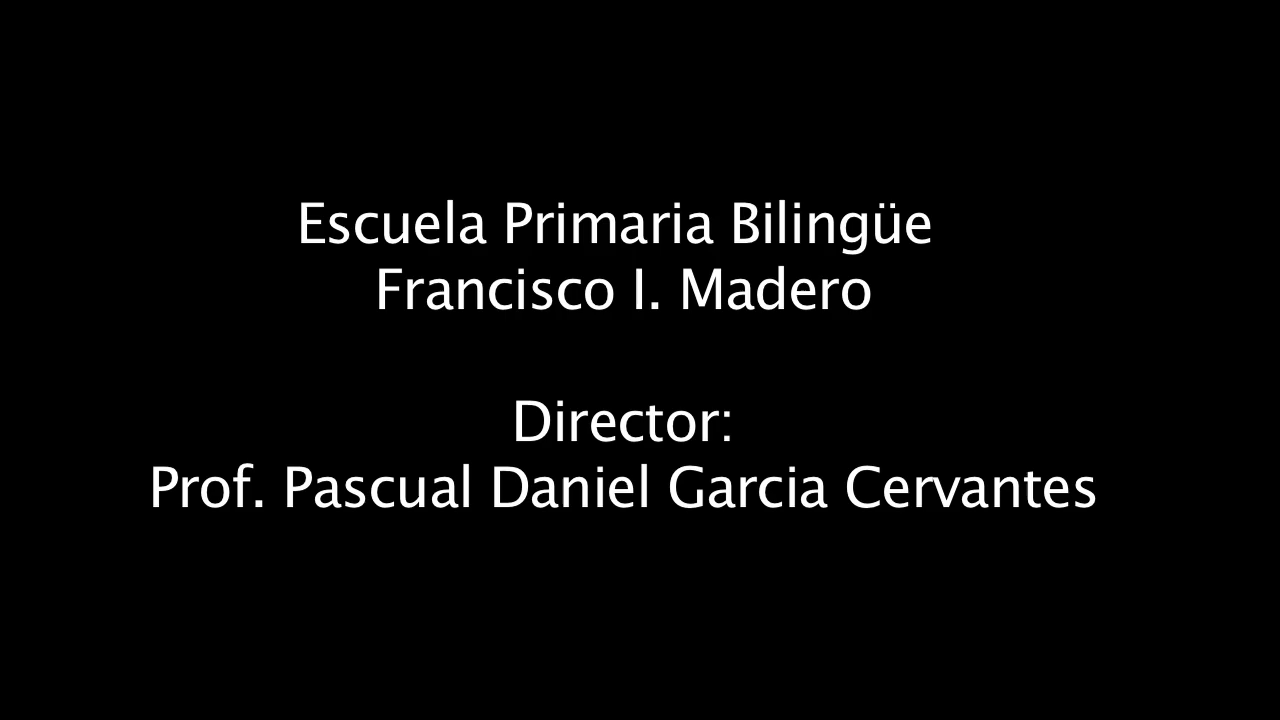 Escuela Primaria Bilingüe
Francisco I. Madero
Director:
Prof. Pascual Daniel Garcia Cervantes